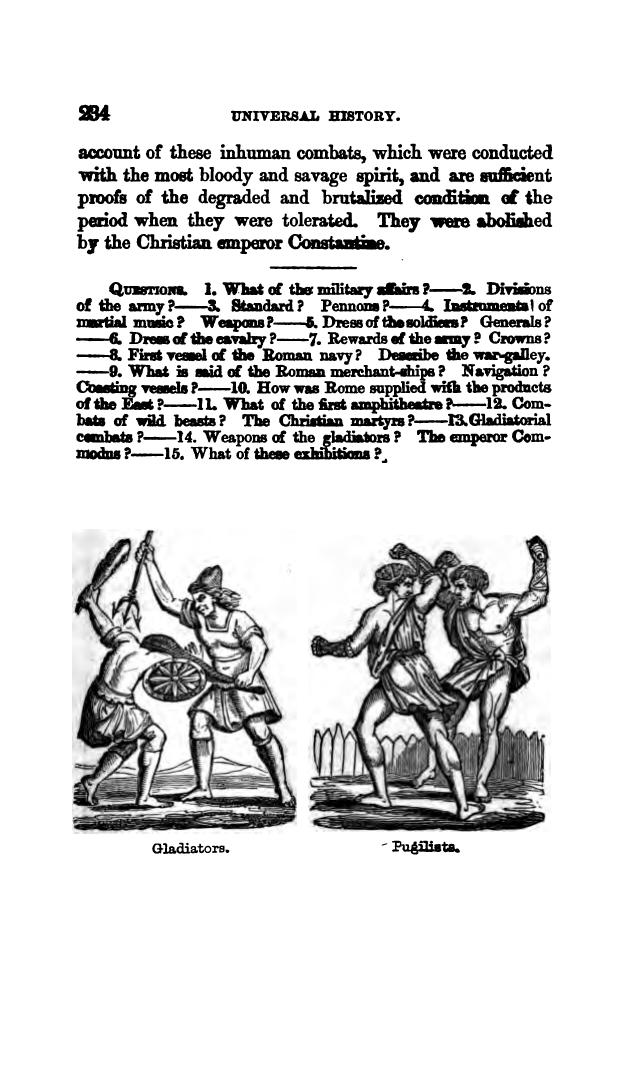 284 UNIVERSAL HISTORY.
account of these inhuman combats, which were conducted
with the most bloody and savage spirit, and are sufficient
proofs of the degraded and brutalized condition of the
period when they were tolerated. They were abolished
by the Christian emperor Constantine.
QUESTIONS. 1. What of the military affairs?——2. Divisions
of the army?——3. Standard? Pennons?——4. Instruments of
martial music? Weapons?——5. Dress of the soldiers? Generals?
——6. Dress of the cavalry?——7. Rewards of the army? Crowns?
——8. First vessel of the Roman navy? Describe the war-galley.
——9. What is said of the Roman merchant-ships? Navigation?
Coasting vessels?——10. How was Rome supplied with the products
of the East?——11. What of the first amphitheatre?——12. Com-
bats of wild beasts? The Christian martyrs?——13. Gladiatorial
combats?——14. Weapons of the gladiators? The emperor Com-
modus?——15. What of these exhibitions?
Gladiators. Pugilists.